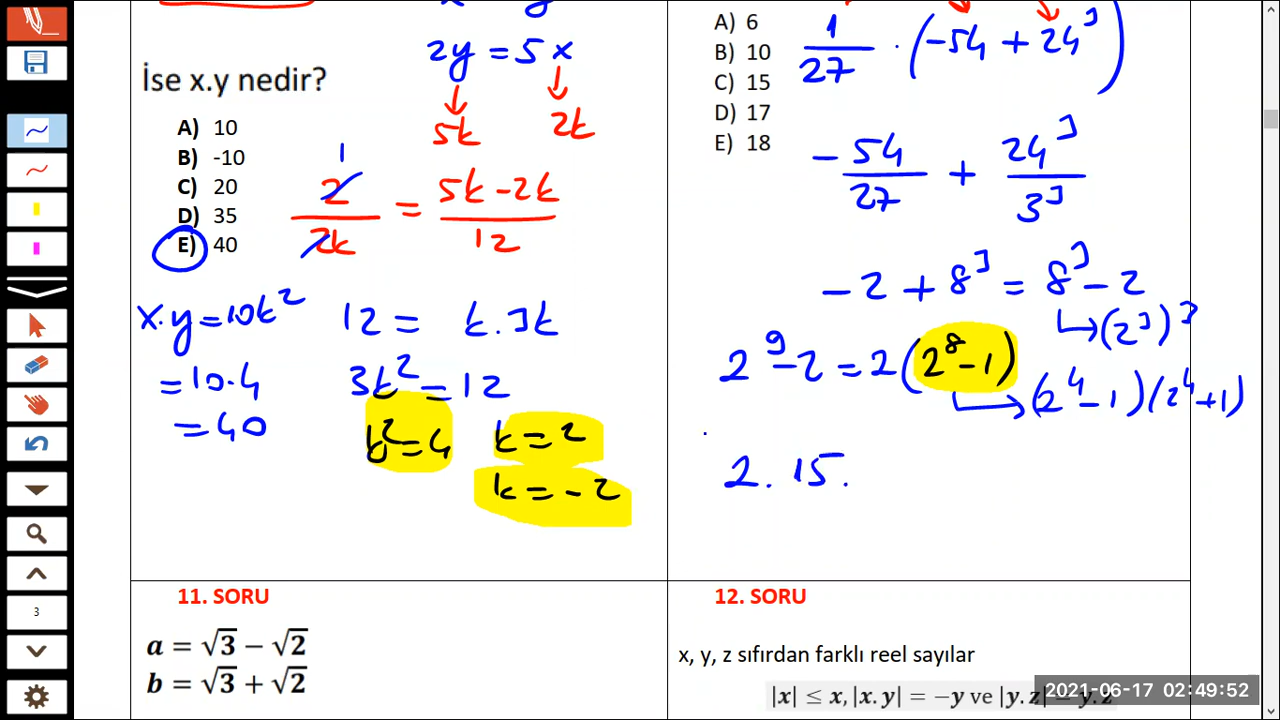 2y = 5x
5k 2k
İse x.y nedir?
A) 10
B) -10
C) 20
D) 35
E) 40
1
2/2k = 5k - 2k/12
x.y = 10k²
= 10.4
= 40
12 = k.3k
3k² = 12
k² = 4
k = 2
k = -2
A) 6
B) 10
C) 15
D) 17
E) 18
1/27 . (-54 + 24³)
-54/27 + 24³/3³
-2 + 8³ = 8³ - 2
(2³)³
2⁹ - 2 = 2(2⁸ - 1)
(2⁴ - 1)(2⁴ + 1)
2. 15.
11. SORU
a = √3 − √2
b = √3 + √2
12. SORU
x, y, z sıfırdan farklı reel sayılar
|x| ≤ x, |x.y| = −y ve |y.z| = y.z
2021-06-17 02:49:52
3